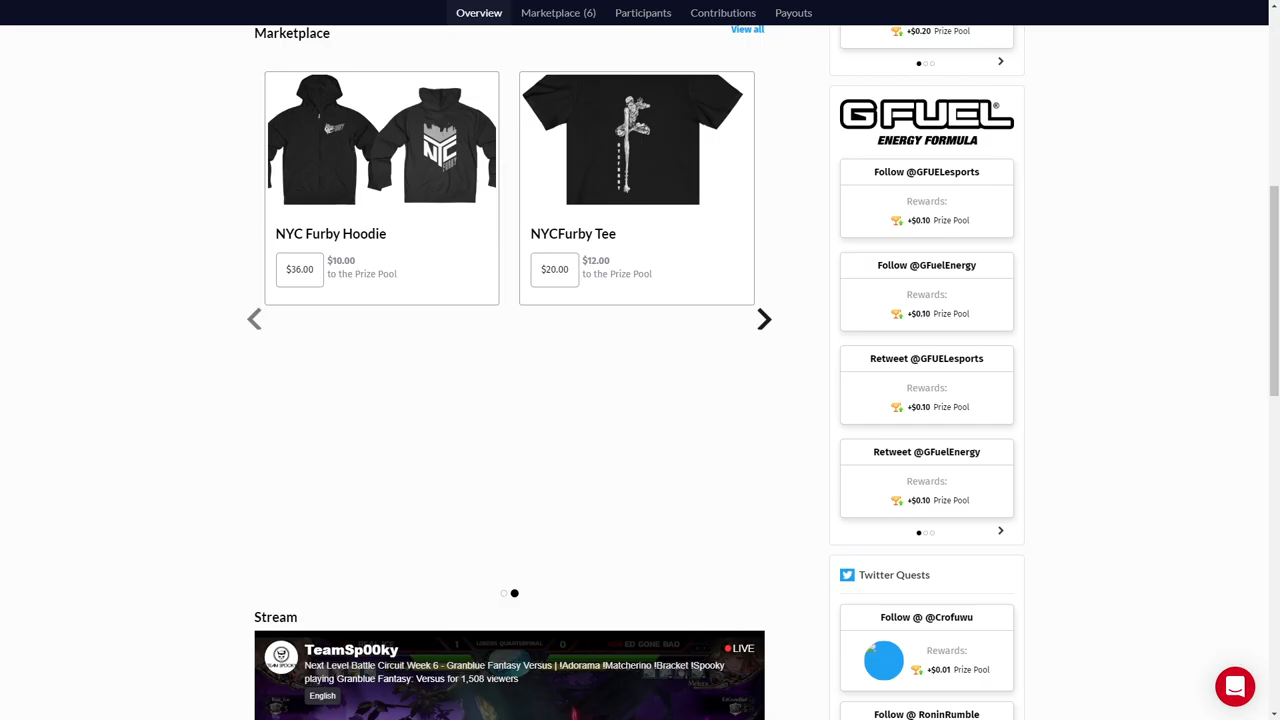 Overview
Marketplace (6)
Participants
Contributions
Payouts
Marketplace
View all
NYC
FURBY
NYC Furby Hoodie
$36.00
$10.00
to the Prize Pool
NYCFURBY
NYCFurby Tee
$20.00
$12.00
to the Prize Pool
Stream
TeamSp00ky
LIVE
Next Level Battle Circuit Week 6 - Granblue Fantasy Versus | !Adorama !Matcherino !Bracket !Spooky
playing Granblue Fantasy: Versus for 1,508 viewers
English
+$0.20 Prize Pool
G FUEL®
ENERGY FORMULA
Follow @GFUELesports
Rewards:
+$0.10 Prize Pool
Follow @GFuelEnergy
Rewards:
+$0.10 Prize Pool
Retweet @GFUELesports
Rewards:
+$0.10 Prize Pool
Retweet @GFuelEnergy
Rewards:
+$0.10 Prize Pool
Twitter Quests
Follow @ @Crofuwu
Rewards:
+$0.01 Prize Pool
Follow @ RoninRumble